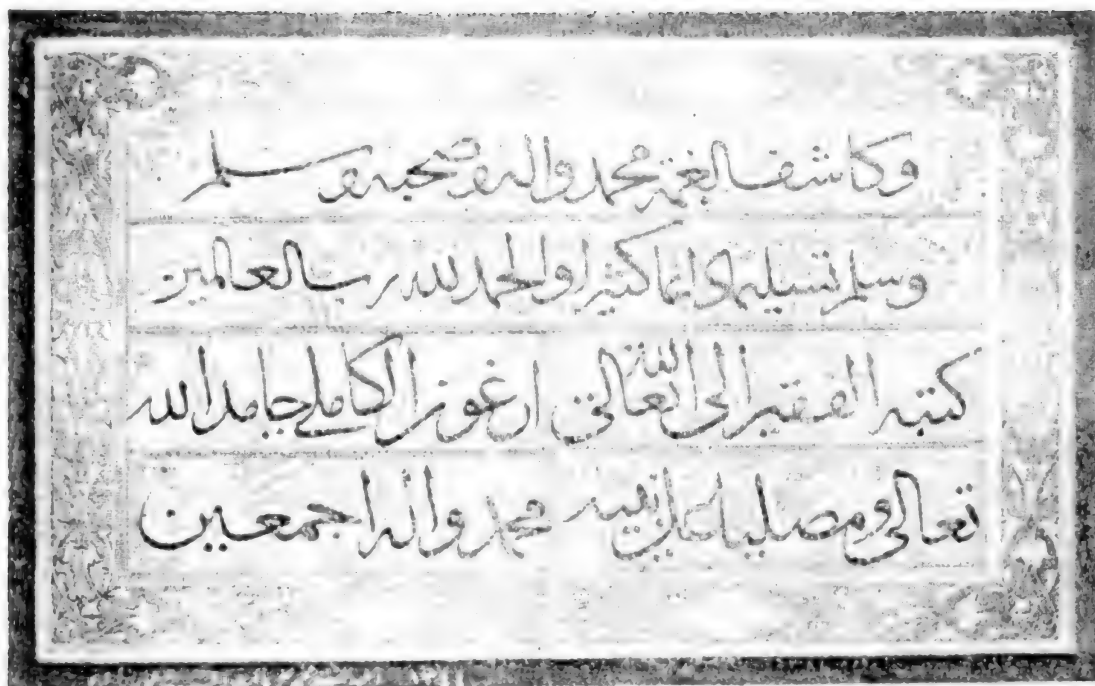 وكاشف الغمة محمد واله وصحبه وسلم
وسلم تسليما دائما كثيرا والحمد لله رب العالمين
كتبه الفقير الى الله تعالى ارغون الكاملي حامدا لله
تعالى ومصليا على نبيه محمد واله اجمعين